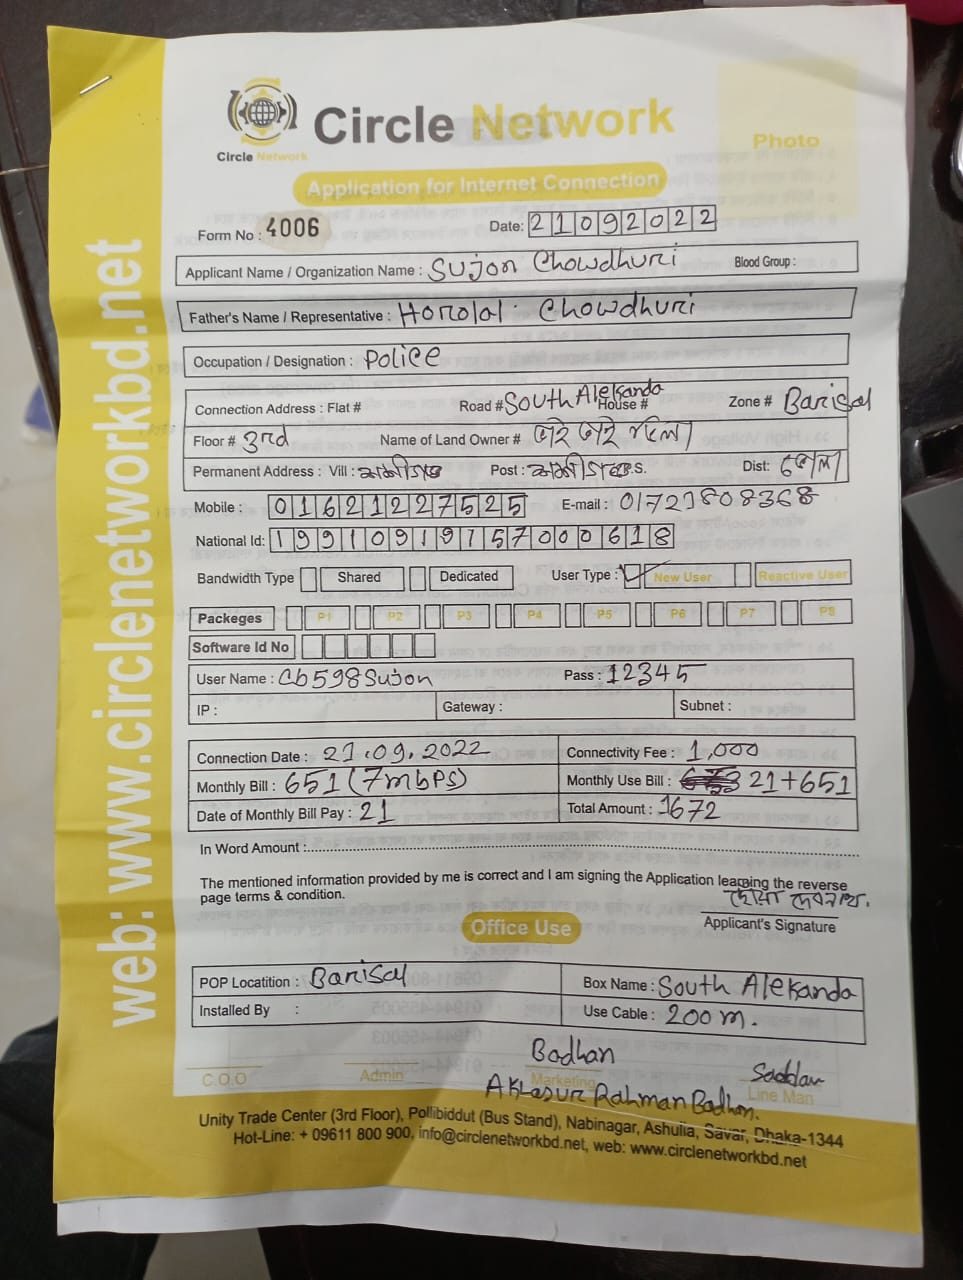 Circle Network
Circle Network
Photo
Application for Internet Connection
Form No : 4006
Date: 21092022
Applicant Name / Organization Name : Sujon Chowdhuri Blood Group :
Father's Name / Representative : Horolal Chowdhuri
Occupation / Designation : Police
Connection Address : Flat # Road # South Alekanda House # Zone # Barisal
Floor # 3rd Name of Land Owner #
Permanent Address : Vill : Post : P.S. Dist:
Mobile : 01621227525 E-mail : 01721808368
National Id: 19910919157000618
Bandwidth Type Shared Dedicated User Type : New User Reactive User
Packeges P1 P2 P3 P4 P5 P6 P7 P8
Software Id No
User Name : Cb598sujon Pass : 12345
IP : Gateway : Subnet :
Connection Date : 21.09.2022 Connectivity Fee : 1,000
Monthly Bill : 651 (7mbps) Monthly Use Bill : 21+651
Date of Monthly Bill Pay : 21 Total Amount : 1672
In Word Amount :
The mentioned information provided by me is correct and I am signing the Application learning the reverse
page terms & condition.
Applicant's Signature
Office Use
POP Locatition : Barisal Box Name : South Alekanda
Installed By : Use Cable : 200 m.
Badhan
C.O.O Admin Marketing Saddam Line Man
Aklasur Rahman Badhan.
Unity Trade Center (3rd Floor), Pollibiddut (Bus Stand), Nabinagar, Ashulia, Savar, Dhaka-1344
Hot-Line: + 09611 800 900, info@circlenetworkbd.net, web: www.circlenetworkbd.net
web: www.circlenetworkbd.net